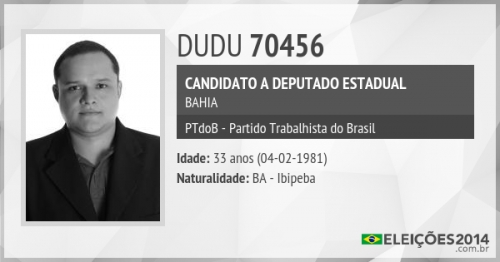 DUDU 70456
CANDIDATO A DEPUTADO ESTADUAL
BAHIA
PTdoB - Partido Trabalhista do Brasil
Idade: 33 anos (04-02-1981)
Naturalidade: BA - Ibipeba
ELEIÇÕES2014
.com.br